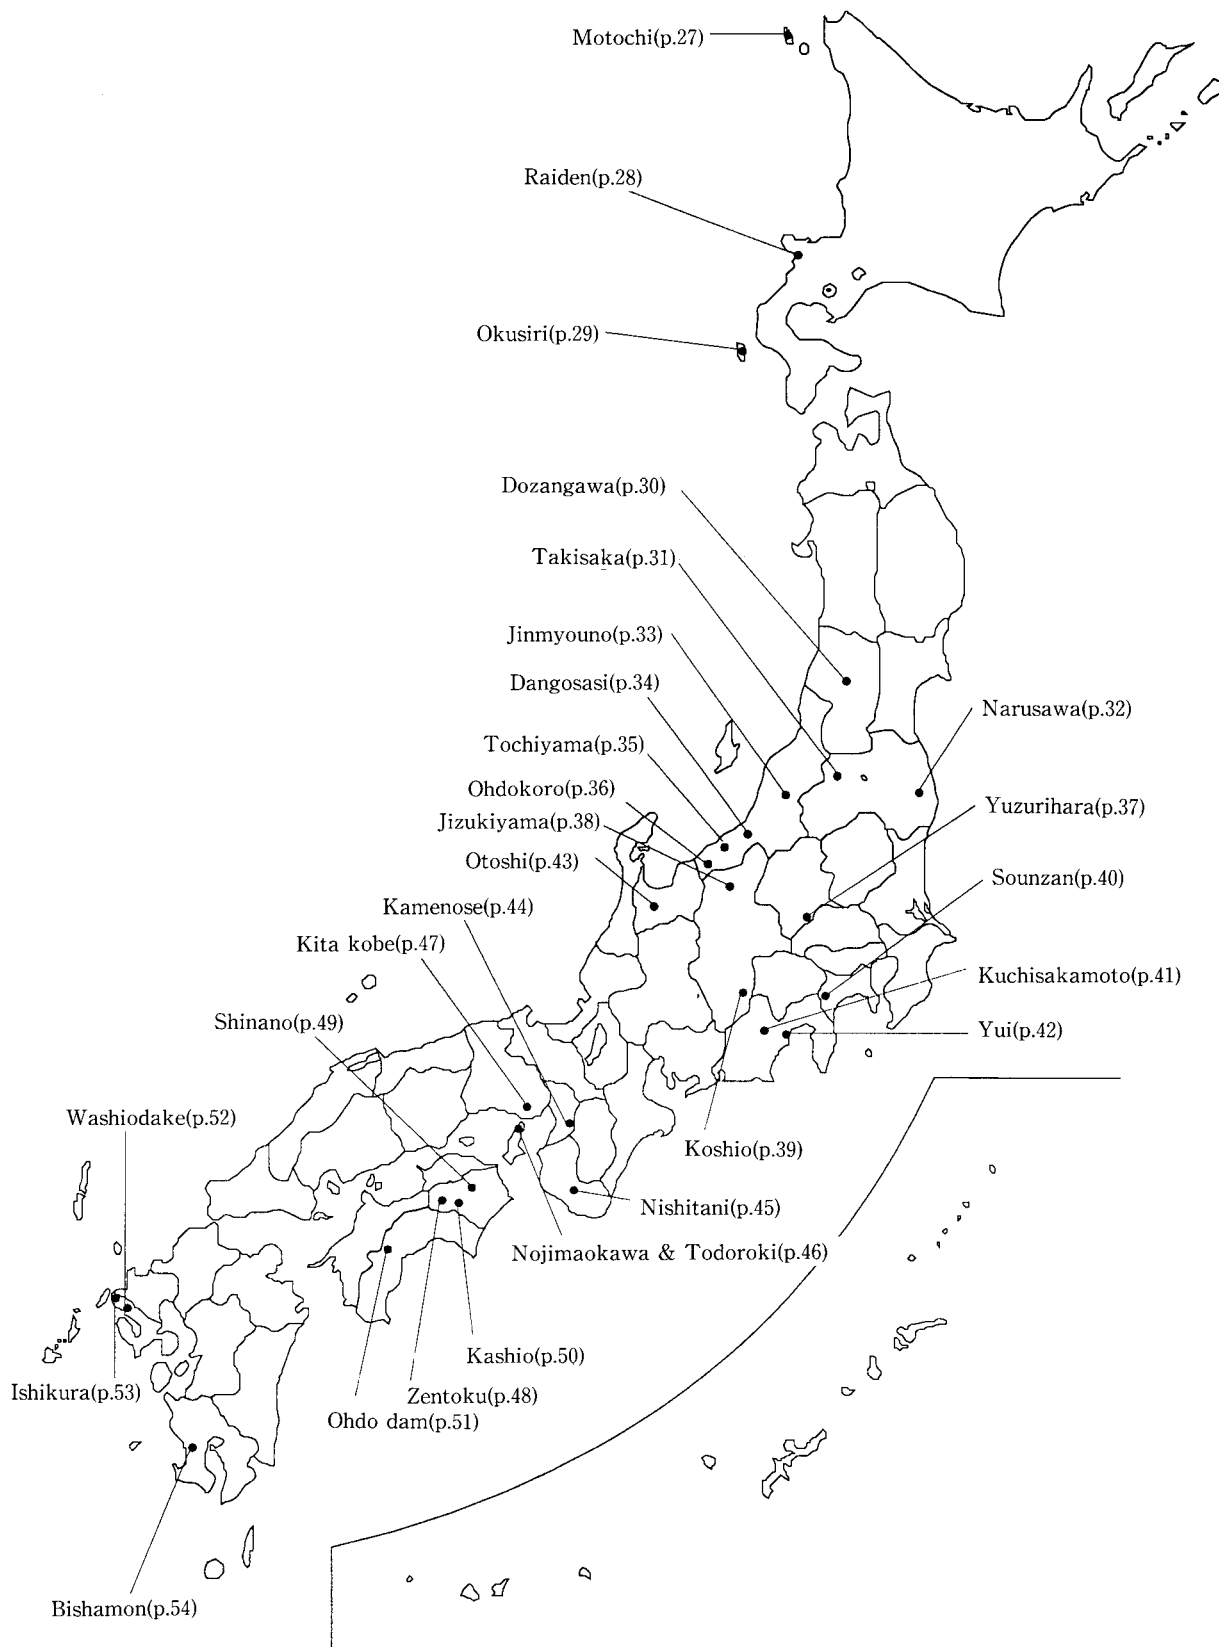 Motochi(p.27)
Raiden(p.28)
Okusiri(p.29)
Dozangawa(p.30)
Takisaka(p.31)
Jinmyouno(p.33)
Dangosasi(p.34)
Narusawa(p.32)
Tochiyama(p.35)
Ohdokoro(p.36)
Yuzurihara(p.37)
Jizukiyama(p.38)
Otoshi(p.43)
Sounzan(p.40)
Kamenose(p.44)
Kita kobe(p.47)
Kuchisakamoto(p.41)
Shinano(p.49)
Yui(p.42)
Washiodake(p.52)
Koshio(p.39)
Nishitani(p.45)
Nojimaokawa & Todoroki(p.46)
Kashio(p.50)
Ishikura(p.53)
Zentoku(p.48)
Ohdo dam(p.51)
Bishamon(p.54)